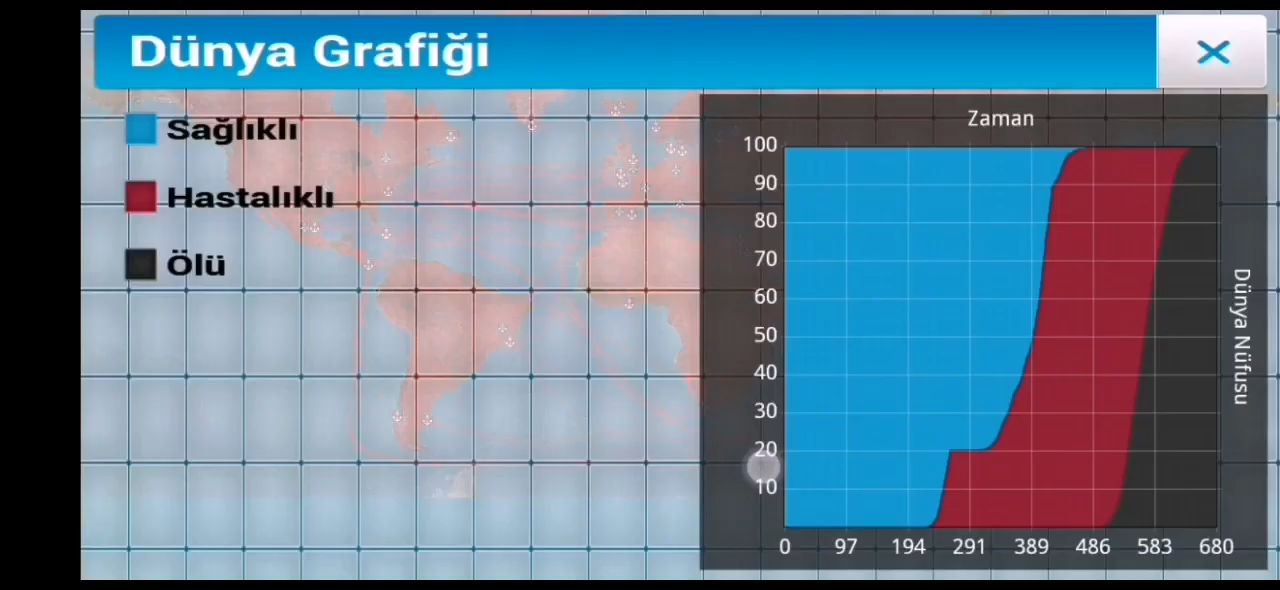 Dünya Grafiği
Sağlıklı
Hastalıklı
Ölü
Zaman
100
90
80
70
60
50
40
30
20
10
0 97 194 291 389 486 583 680
Dünya Nüfusu